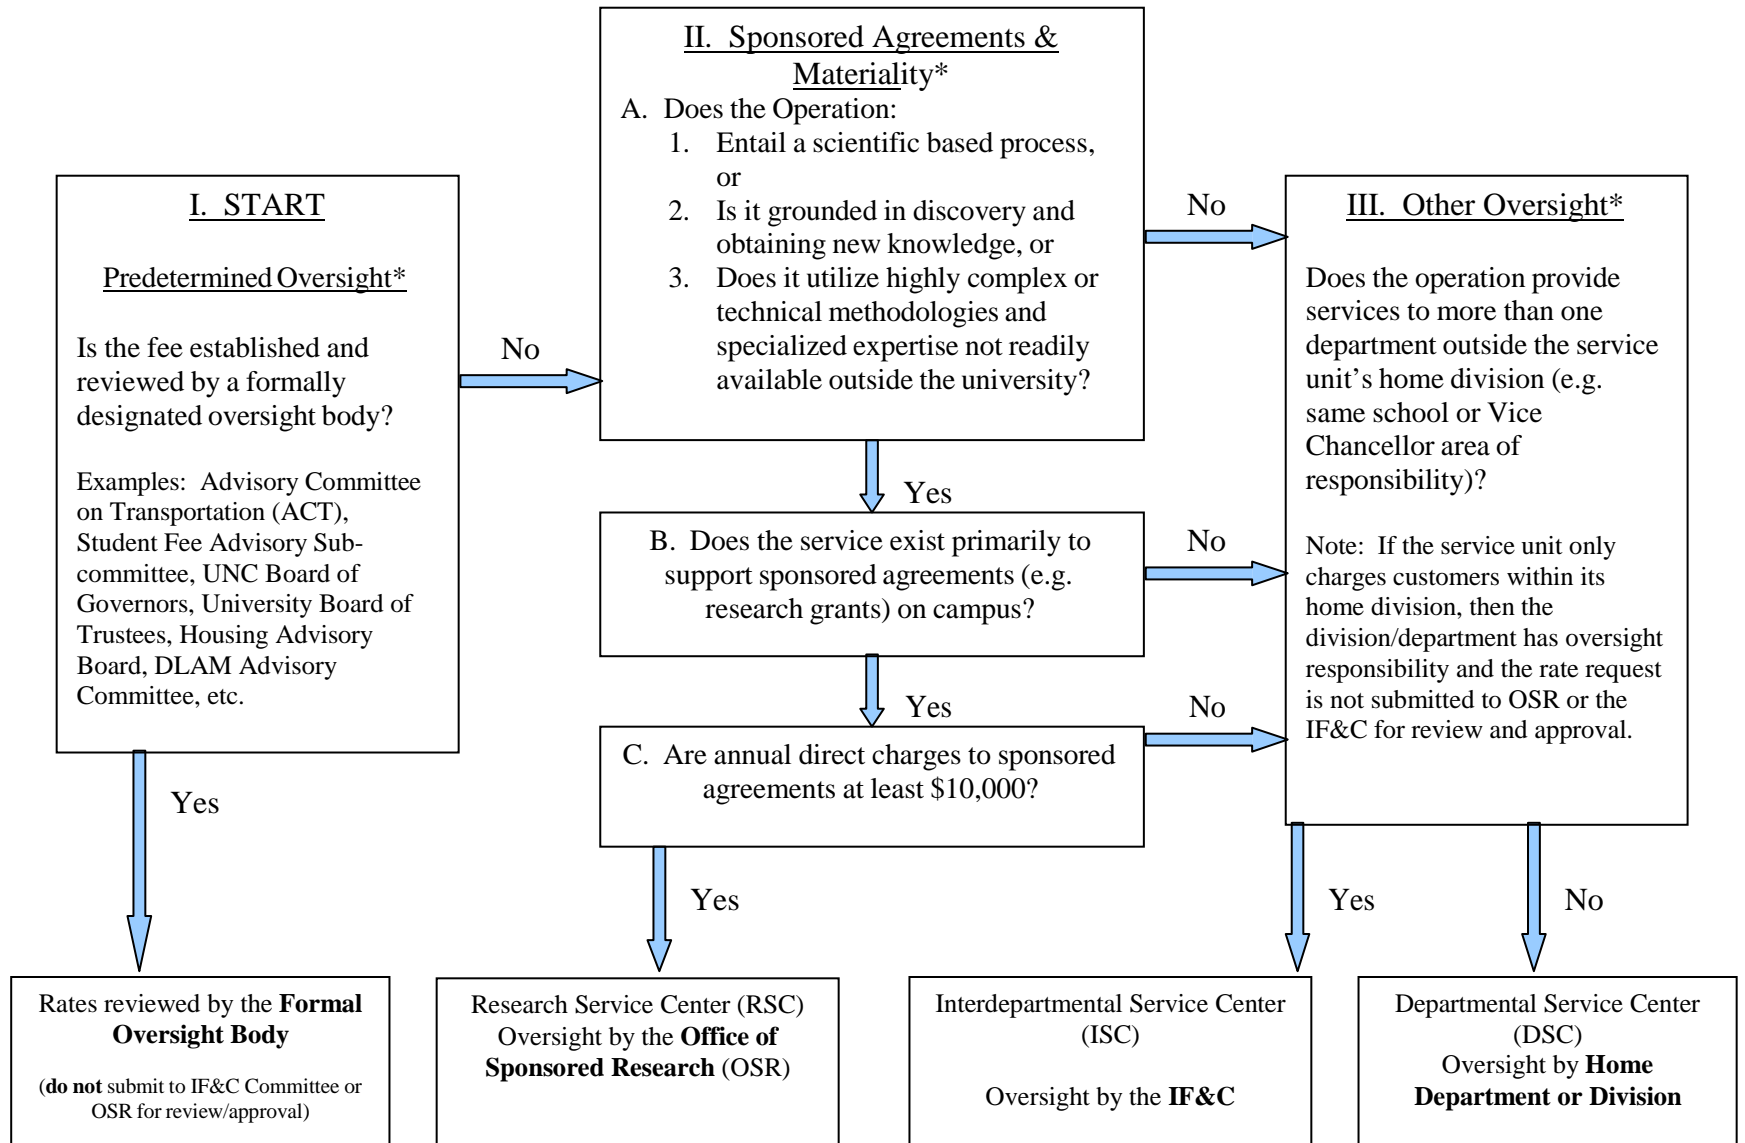 I. START
Predetermined Oversight*
Is the fee established and
reviewed by a formally
designated oversight body?
Examples: Advisory Committee
on Transportation (ACT),
Student Fee Advisory Sub-
committee, UNC Board of
Governors, University Board of
Trustees, Housing Advisory
Board, DLAM Advisory
Committee, etc.
No
Yes
II. Sponsored Agreements &
Materiality*
A. Does the Operation:
1. Entail a scientific based process,
or
2. Is it grounded in discovery and
obtaining new knowledge, or
3. Does it utilize highly complex or
technical methodologies and
specialized expertise not readily
available outside the university?
No
Yes
B. Does the service exist primarily to
support sponsored agreements (e.g.
research grants) on campus?
No
Yes
C. Are annual direct charges to sponsored
agreements at least $10,000?
No
Yes
III. Other Oversight*
Does the operation provide
services to more than one
department outside the service
unit's home division (e.g.
same school or Vice
Chancellor area of
responsibility)?
Note: If the service unit only
charges customers within its
home division, then the
division/department has oversight
responsibility and the rate request
is not submitted to OSR or the
IF&C for review and approval.
Yes
No
Rates reviewed by the Formal
Oversight Body
(do not submit to IF&C Committee or
OSR for review/approval)
Research Service Center (RSC)
Oversight by the Office of
Sponsored Research (OSR)
Interdepartmental Service Center
(ISC)
Oversight by the IF&C
Departmental Service Center
(DSC)
Oversight by Home
Department or Division